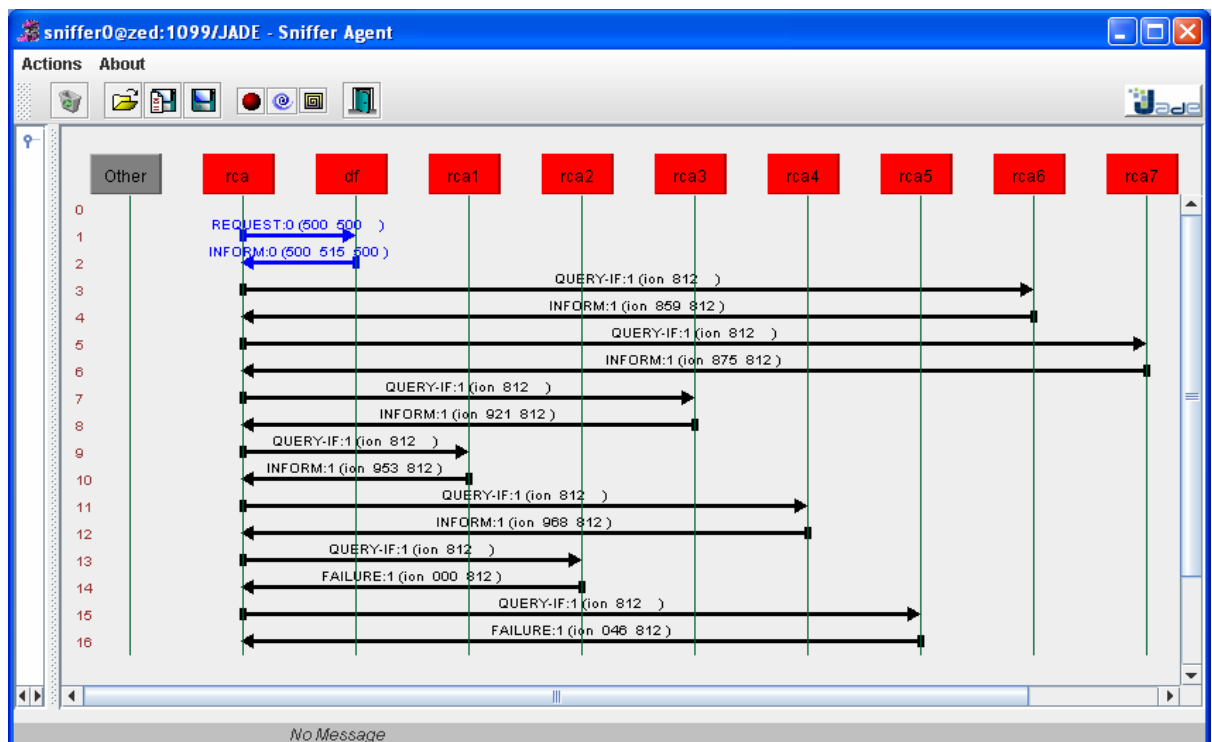 sniffer0@zed:1099/JADE - Sniffer Agent
Actions About
Jade
Other rca df rca1 rca2 rca3 rca4 rca5 rca6 rca7
0
REQUEST:0 (500 500 )
1
INFORM:0 (500 515 500 )
2
QUERY-IF:1 (ion 812 )
3
INFORM:1 (ion 859 812 )
4
QUERY-IF:1 (ion 812 )
5
INFORM:1 (ion 875 812 )
6
QUERY-IF:1 (ion 812 )
7
INFORM:1 (ion 921 812 )
8
QUERY-IF:1 (ion 812 )
9
INFORM:1 (ion 953 812 )
10
QUERY-IF:1 (ion 812 )
11
INFORM:1 (ion 968 812 )
12
QUERY-IF:1 (ion 812 )
13
FAILURE:1 (ion 000 812 )
14
QUERY-IF:1 (ion 812 )
15
FAILURE:1 (ion 046 812 )
16
No Message